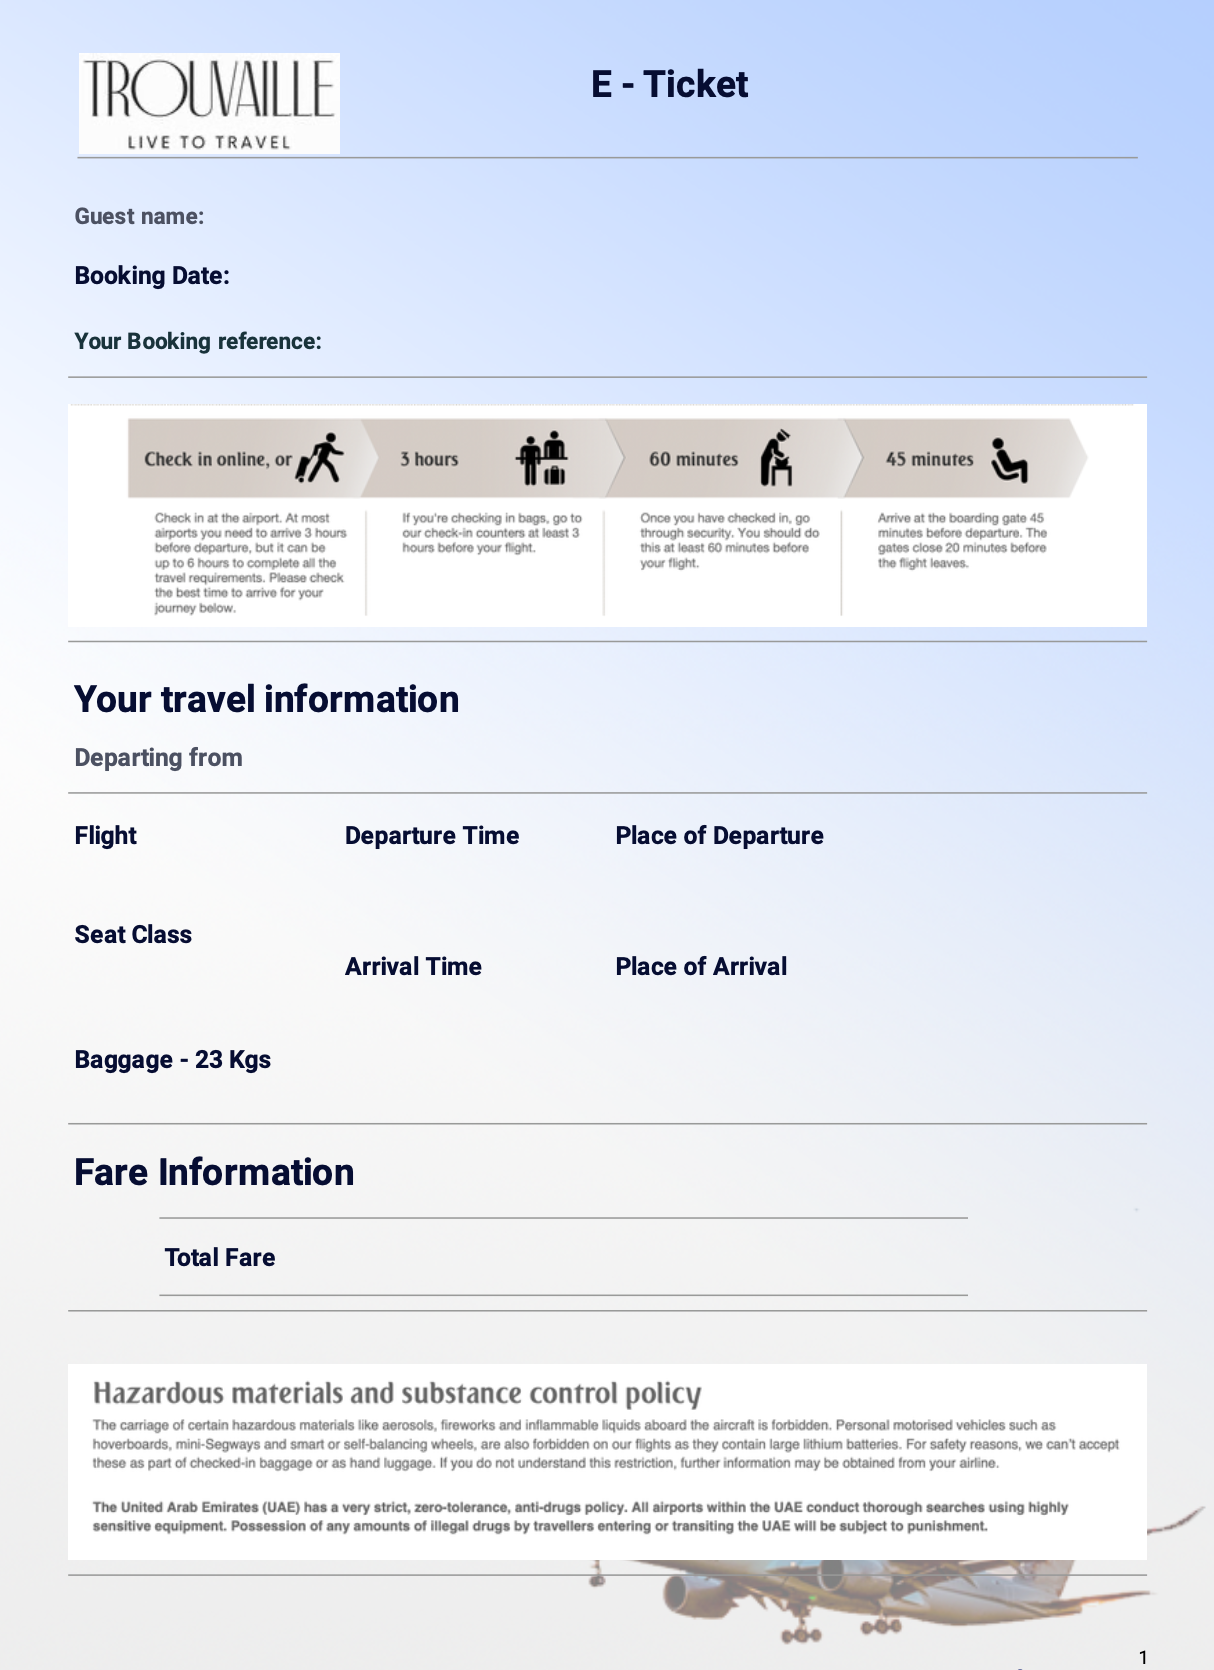 TROUVAILLE
LIVE TO TRAVEL
E - Ticket
Guest name:
Booking Date:
Your Booking reference:
Check in online, or
3 hours
60 minutes
45 minutes
Check in at the airport. At most
airports you need to arrive 3 hours
before departure, but it can be
up to 6 hours to complete all the
travel requirements. Please check
the best time to arrive for your
journey below.
If you're checking in bags, go to
our check-in counters at least 3
hours before your flight.
Once you have checked in, go
through security. You should do
this at least 60 minutes before
your flight.
Arrive at the boarding gate 45
minutes before departure. The
gates close 20 minutes before
the flight leaves.
Your travel information
Departing from
Flight
Departure Time
Place of Departure
Seat Class
Arrival Time
Place of Arrival
Baggage - 23 Kgs
Fare Information
Total Fare
Hazardous materials and substance control policy
The carriage of certain hazardous materials like aerosols, fireworks and inflammable liquids aboard the aircraft is forbidden. Personal motorised vehicles such as
hoverboards, mini-Segways and smart or self-balancing wheels, are also forbidden on our flights as they contain large lithium batteries. For safety reasons, we can't accept
these as part of checked-in baggage or as hand luggage. If you do not understand this restriction, further information may be obtained from your airline.
The United Arab Emirates (UAE) has a very strict, zero-tolerance, anti-drugs policy. All airports within the UAE conduct thorough searches using highly
sensitive equipment. Possession of any amounts of illegal drugs by travellers entering or transiting the UAE will be subject to punishment.
1